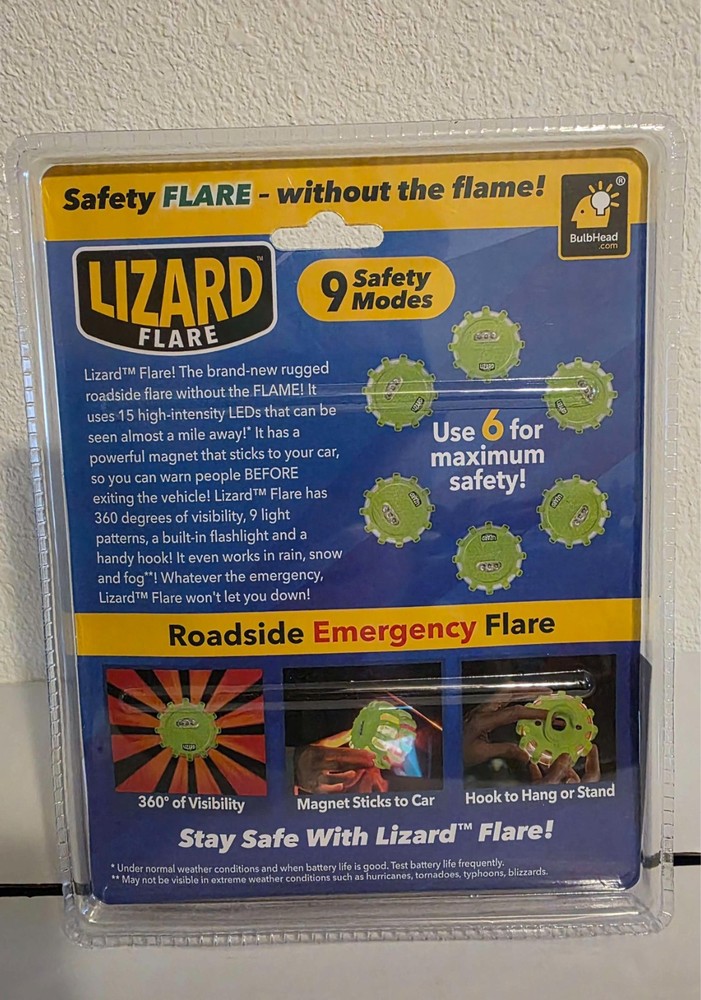 Safety FLARE - without the flame!
BulbHead®
.com
LIZARD™
FLARE
9 Safety
Modes
Lizard™ Flare! The brand-new rugged
roadside flare without the FLAME! It
uses 15 high-intensity LEDs that can be
seen almost a mile away!* It has a
powerful magnet that sticks to your car,
so you can warn people BEFORE
exiting the vehicle! Lizard™ Flare has
360 degrees of visibility, 9 light
patterns, a built-in flashlight and a
handy hook! It even works in rain, snow
and fog**! Whatever the emergency,
Lizard™ Flare won't let you down!
Use 6 for
maximum
safety!
Roadside Emergency Flare
360° of Visibility
Magnet Sticks to Car
Hook to Hang or Stand
Stay Safe With Lizard™ Flare!
* Under normal weather conditions and when battery life is good. Test battery life frequently.
** May not be visible in extreme weather conditions such as hurricanes, tornadoes, typhoons, blizzards.